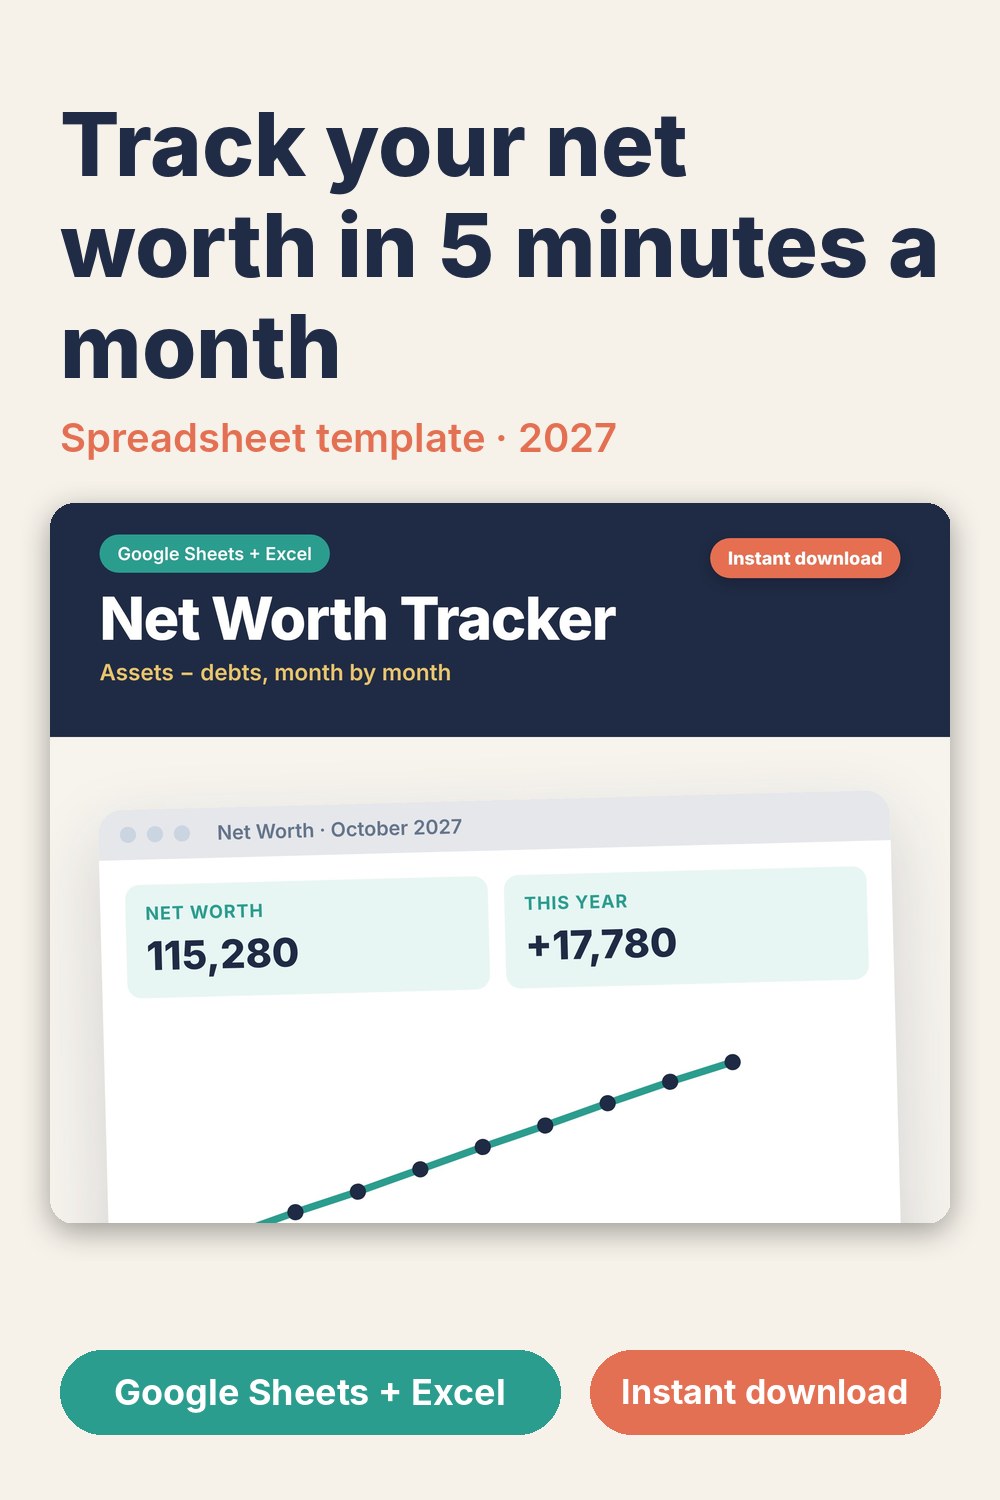 Track your net
worth in 5 minutes a
month
Spreadsheet template · 2027
Google Sheets + Excel
Instant download
Net Worth Tracker
Assets – debts, month by month
Net Worth · October 2027
NET WORTH
115,280
THIS YEAR
+17,780
Google Sheets + Excel
Instant download